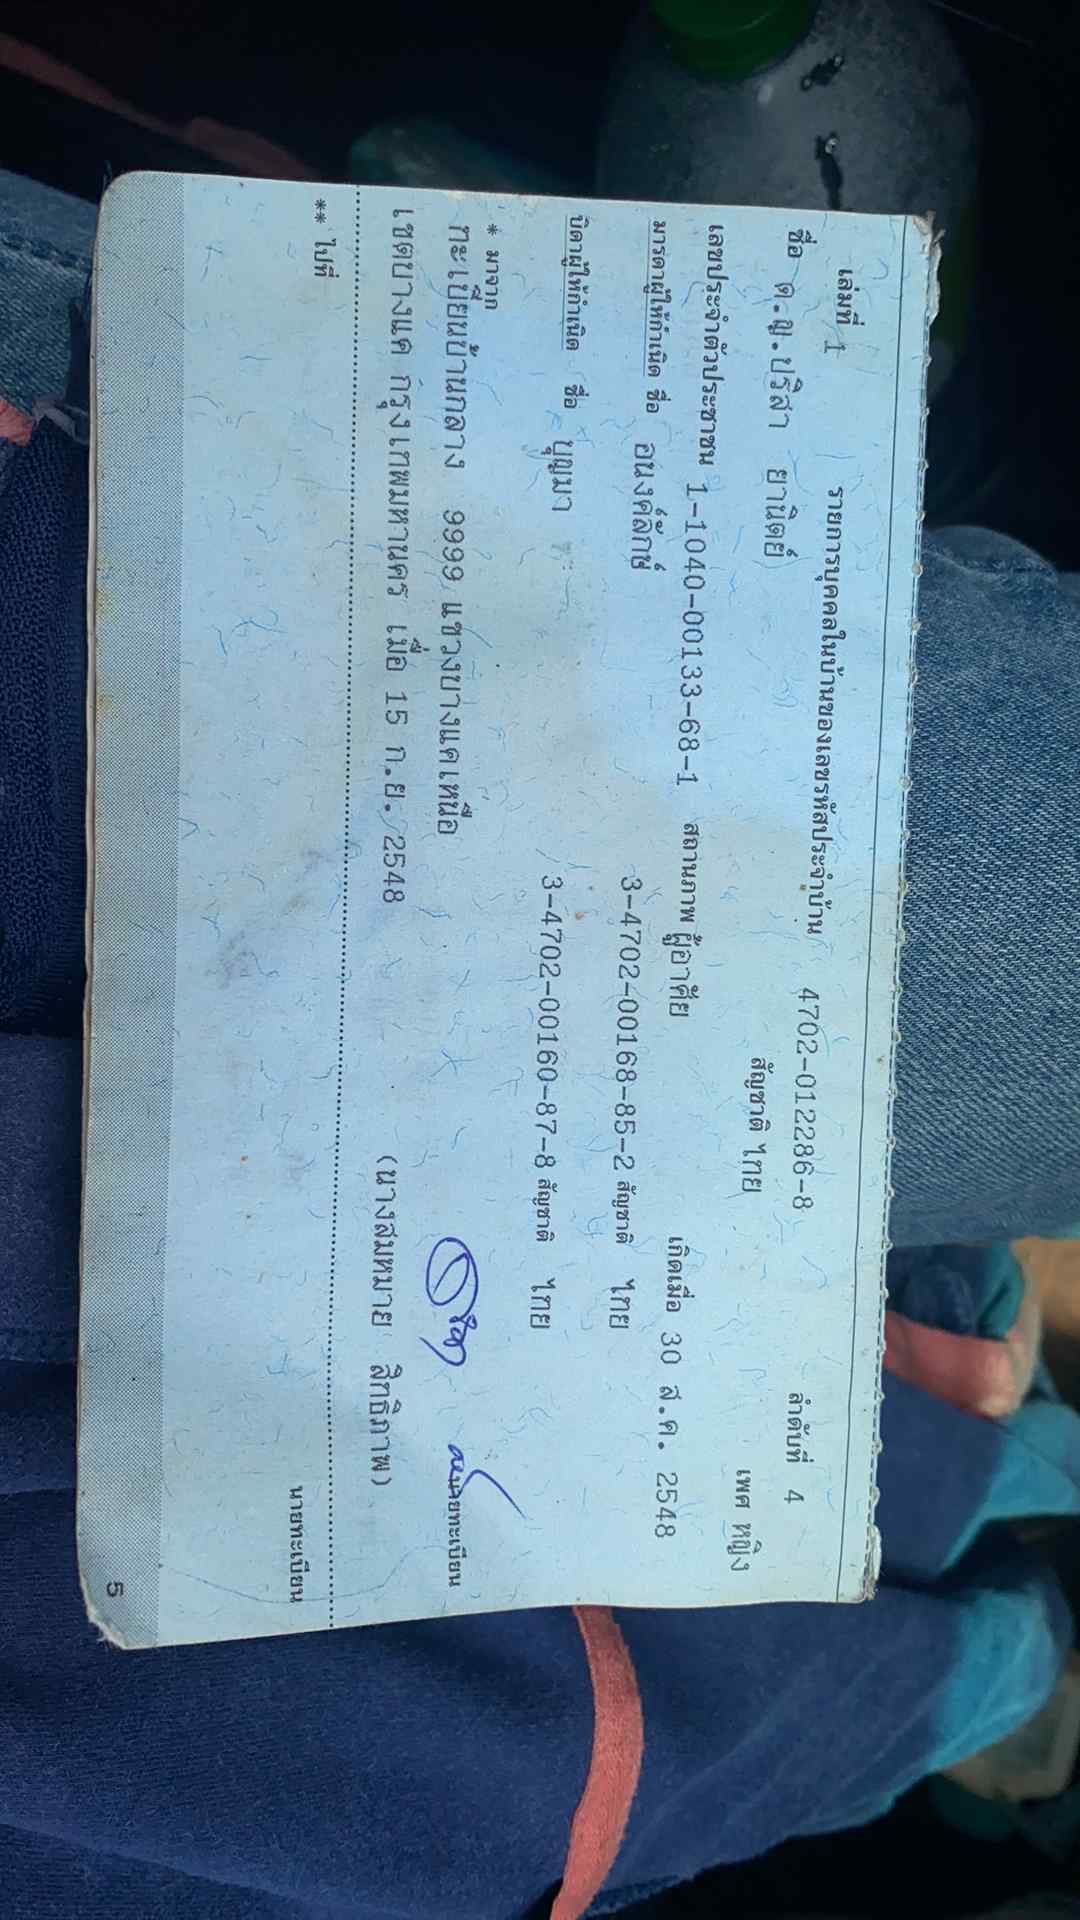 เล่มที่ 1 รายการบุคคลในบ้านของเลขรหัสประจำบ้าน 4702-012286-8 ลำดับที่ 4
ชื่อ ด.ญ.ปริสา ยานิตย์ สัญชาติ ไทย เพศ หญิง
เลขประจำตัวประชาชน 1-1040-00133-68-1 สถานภาพ ผู้อาศัย เกิดเมื่อ 30 ส.ค. 2548
มารดาผู้ให้กำเนิด ชื่อ อนงค์ลักษ์ 3-4702-00168-85-2 สัญชาติ ไทย
บิดาผู้ให้กำเนิด ชื่อ บุญมา 3-4702-00160-87-8 สัญชาติ ไทย
* มาจาก
ทะเบียนบ้านกลาง 9999 แขวงบางแคเหนือ นายทะเบียน
เขตบางแค กรุงเทพมหานคร เมื่อ 15 ก.ย. 2548 (นางสมหมาย สิทธิภาพ)
** ไปที่
นายทะเบียน
5